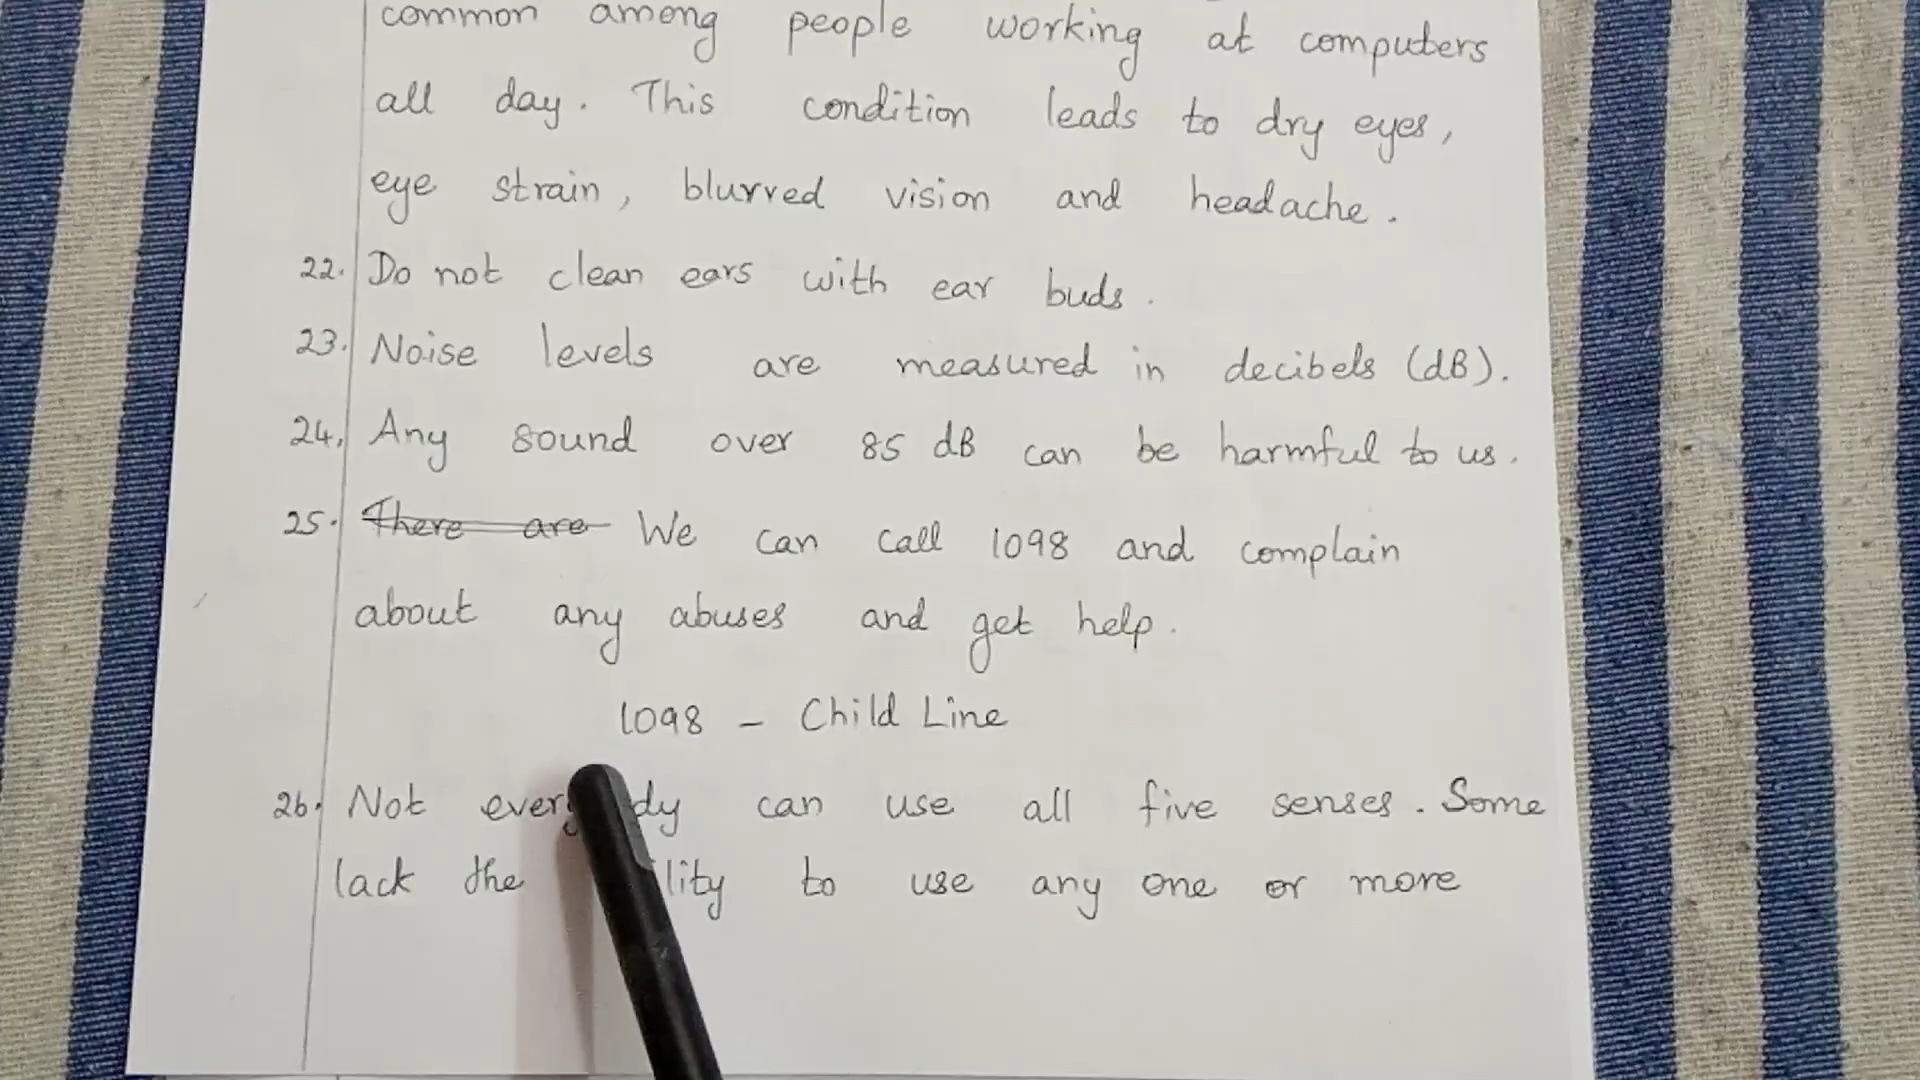 common among people working at computers
all day. This condition leads to dry eyes,
eye strain, blurred vision and headache.
22. Do not clean ears with ear buds.
23. Noise levels are measured in decibels (dB).
24. Any sound over 85 dB can be harmful to us.
25. There are We can call 1098 and complain
about any abuses and get help.
1098 - Child Line
26. Not can use all five senses. Some
lack the to use any one or more